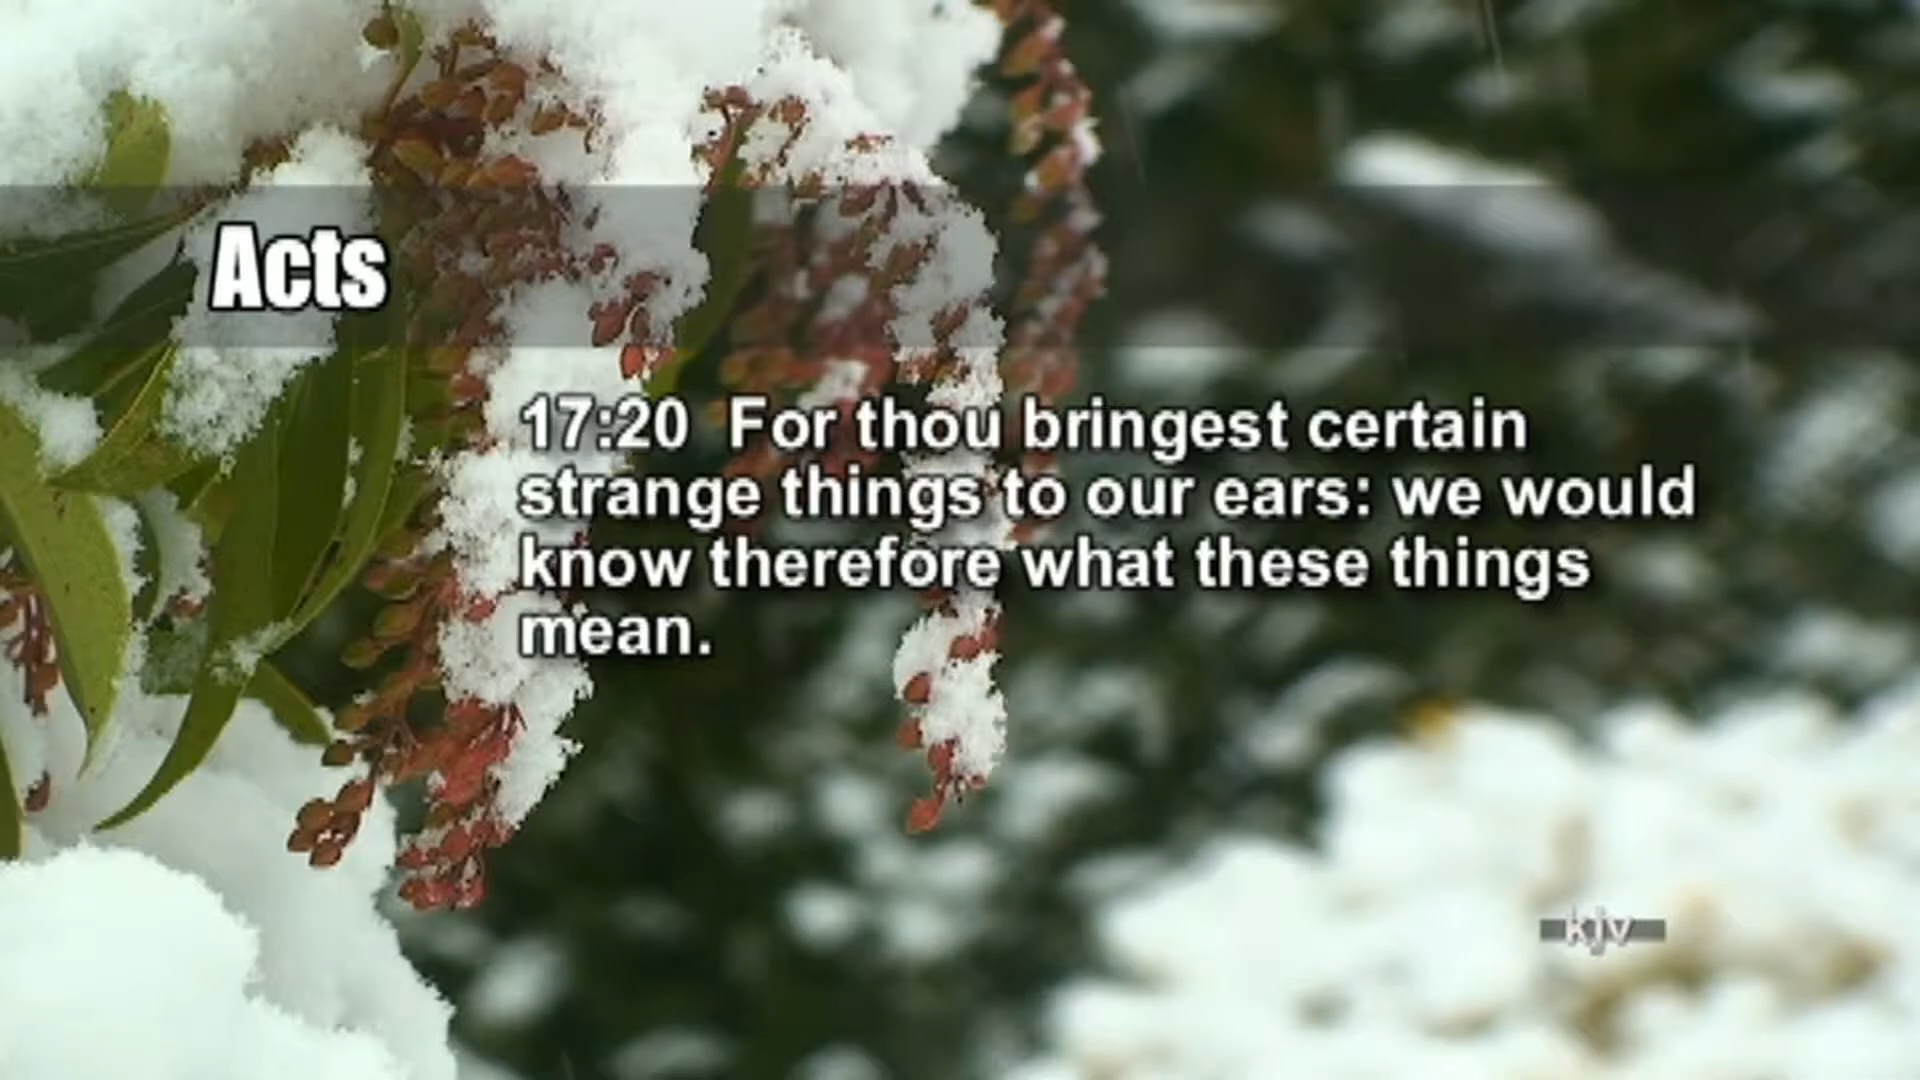 Acts
17:20  For thou bringest certain
strange things to our ears: we would
know therefore what these things
mean.
kjv